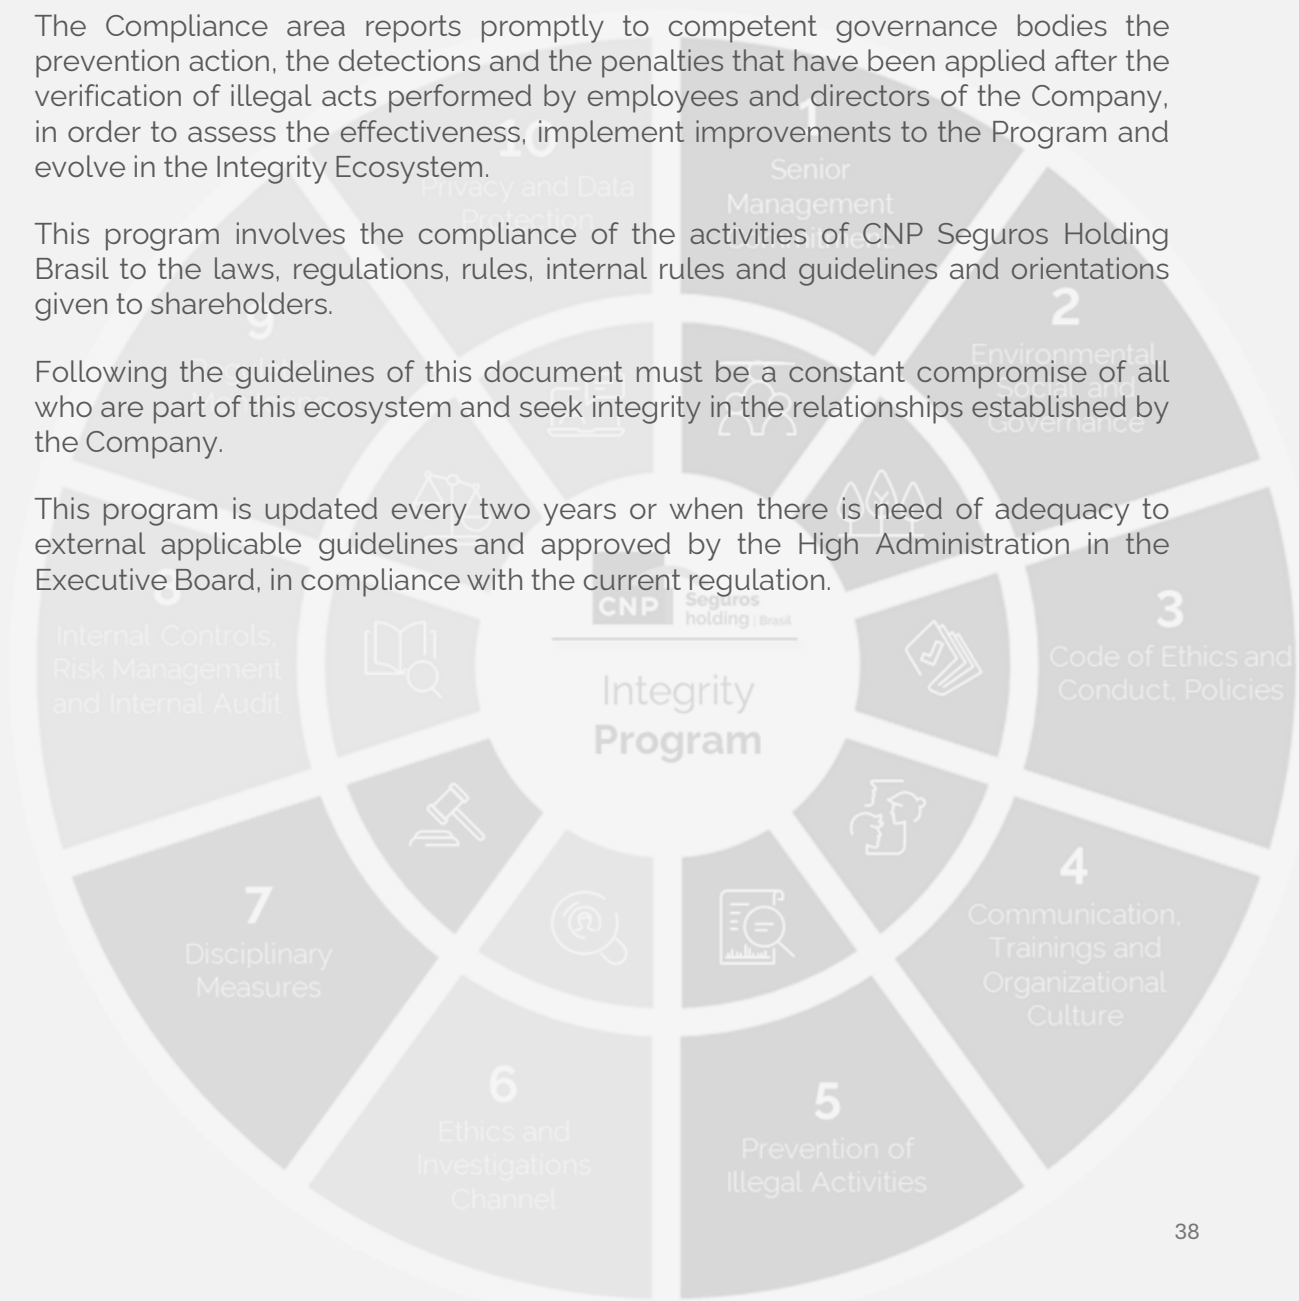 The Compliance area reports promptly to competent governance bodies the
prevention action, the detections and the penalties that have been applied after the
verification of illegal acts performed by employees and directors of the Company,
in order to assess the effectiveness, implement improvements to the Program and
evolve in the Integrity Ecosystem.
This program involves the compliance of the activities of CNP Seguros Holding
Brasil to the laws, regulations, rules, internal rules and guidelines and orientations
given to shareholders.
Following the guidelines of this document must be a constant compromise of all
who are part of this ecosystem and seek integrity in the relationships established by
the Company.
This program is updated every two years or when there is need of adequacy to
external applicable guidelines and approved by the High Administration in the
Executive Board, in compliance with the current regulation.
CNP Seguros
holding | Brasil
Integrity
Program
1
Senior
Management
Commitment
2
Environmental
Social and
Governance
3
Code of Ethics and
Conduct, Policies
4
Communication,
Trainings and
Organizational
Culture
5
Prevention of
Illegal Activities
6
Ethics and
Investigations
Channel
7
Disciplinary
Measures
8
Internal Controls,
Risk Management
and Internal Audit
9
10
Privacy and Data
Protection
38